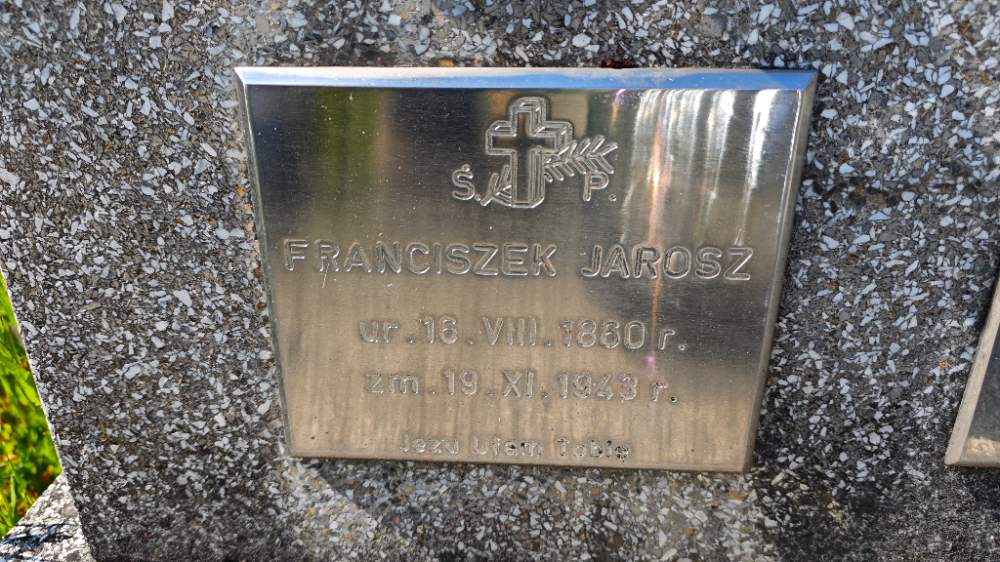 Ś. P.
FRANCISZEK JAROSZ
ur. 16. VIII. 1860 r.
zm. 19. XI. 1943 r.
Jezu Ufam Tobie